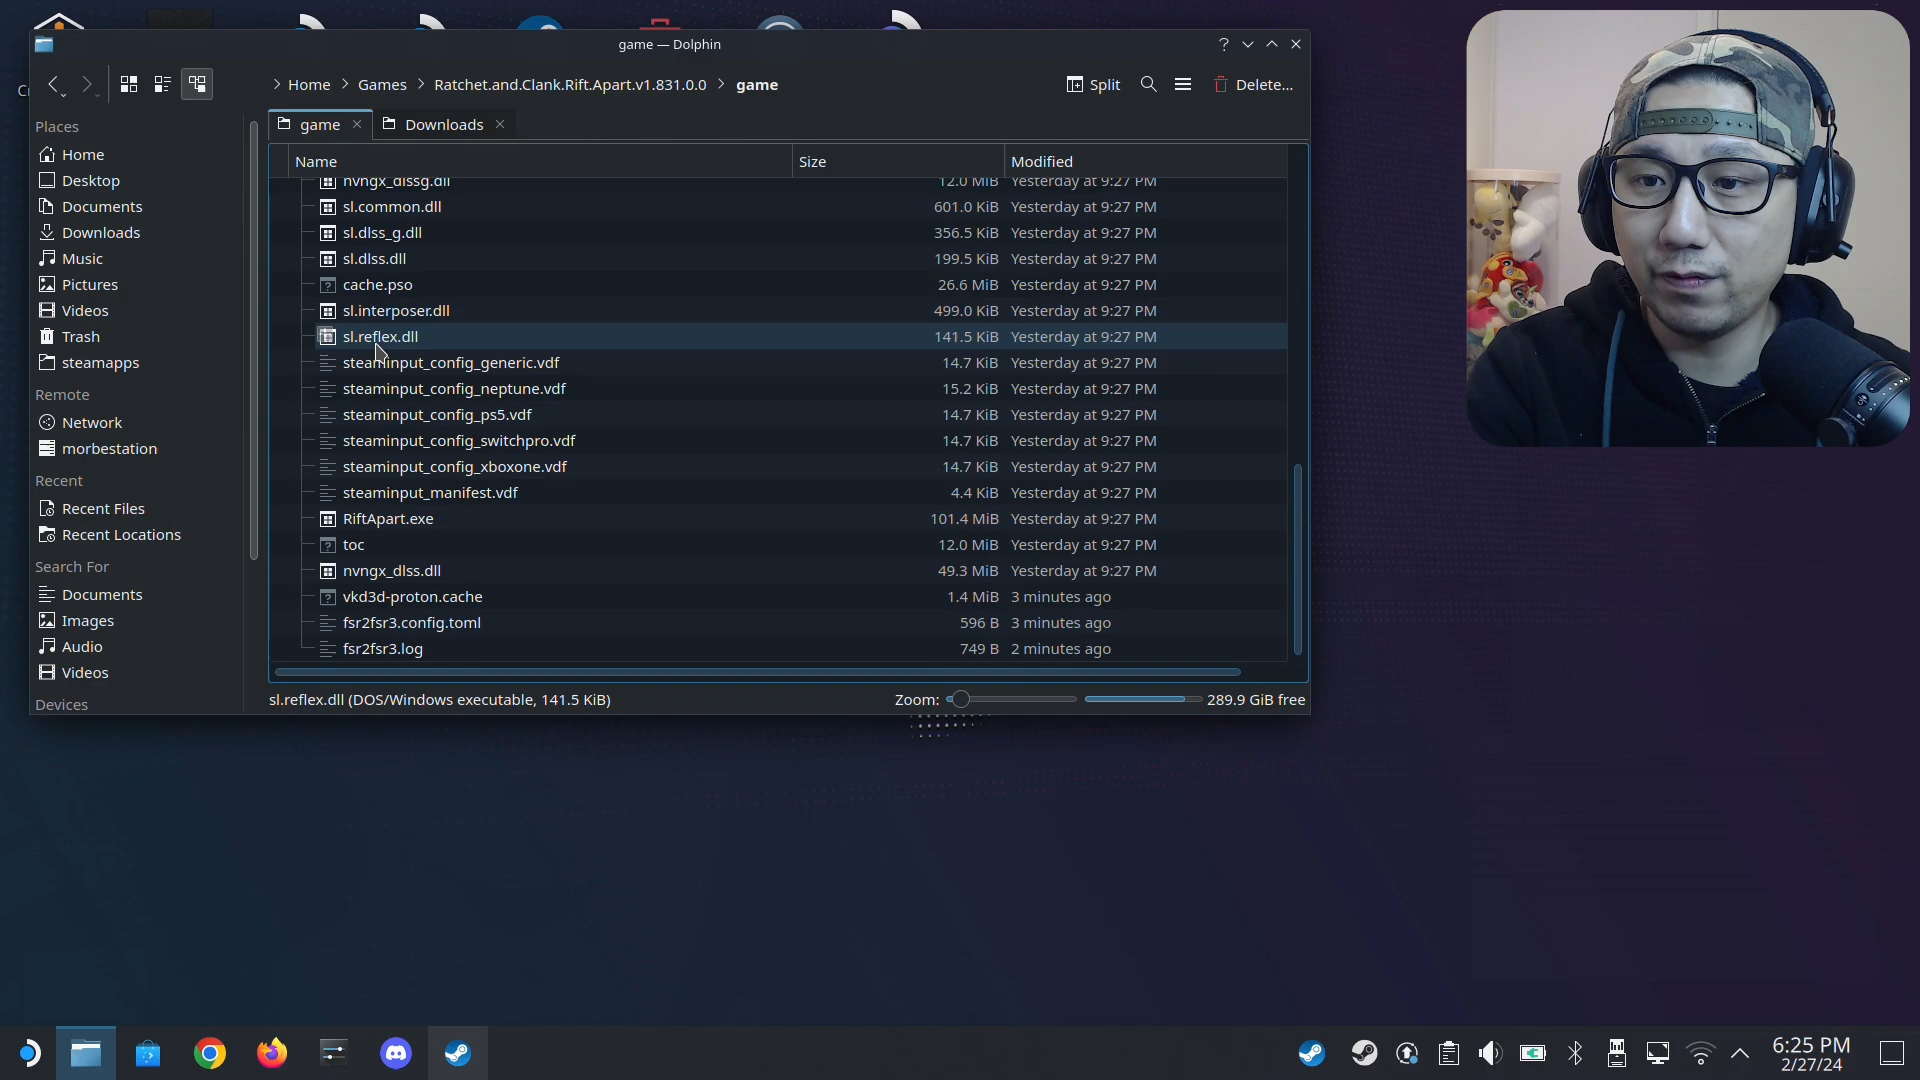 game — Dolphin
Home > Games > Ratchet.and.Clank.Rift.Apart.v1.831.0.0 > game
Split
Delete...
Places
Home
Desktop
Documents
Downloads
Music
Pictures
Videos
Trash
steamapps
Remote
Network
morbestation
Recent
Recent Files
Recent Locations
Search For
Documents
Images
Audio
Videos
Devices
game
Downloads
Name Size Modified
nvngx_dlssg.dll 12.0 MiB Yesterday at 9:27 PM
sl.common.dll 601.0 KiB Yesterday at 9:27 PM
sl.dlss_g.dll 356.5 KiB Yesterday at 9:27 PM
sl.dlss.dll 199.5 KiB Yesterday at 9:27 PM
cache.pso 26.6 MiB Yesterday at 9:27 PM
sl.interposer.dll 499.0 KiB Yesterday at 9:27 PM
sl.reflex.dll 141.5 KiB Yesterday at 9:27 PM
steaminput_config_generic.vdf 14.7 KiB Yesterday at 9:27 PM
steaminput_config_neptune.vdf 15.2 KiB Yesterday at 9:27 PM
steaminput_config_ps5.vdf 14.7 KiB Yesterday at 9:27 PM
steaminput_config_switchpro.vdf 14.7 KiB Yesterday at 9:27 PM
steaminput_config_xboxone.vdf 14.7 KiB Yesterday at 9:27 PM
steaminput_manifest.vdf 4.4 KiB Yesterday at 9:27 PM
RiftApart.exe 101.4 MiB Yesterday at 9:27 PM
toc 12.0 MiB Yesterday at 9:27 PM
nvngx_dlss.dll 49.3 MiB Yesterday at 9:27 PM
vkd3d-proton.cache 1.4 MiB 3 minutes ago
fsr2fsr3.config.toml 596 B 3 minutes ago
fsr2fsr3.log 749 B 2 minutes ago
sl.reflex.dll (DOS/Windows executable, 141.5 KiB)
Zoom:
289.9 GiB free
6:25 PM
2/27/24